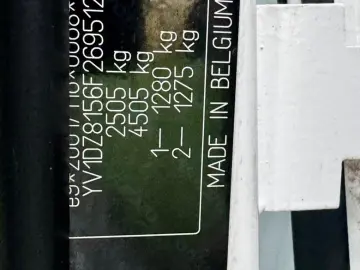 YV1DZ8156F269512
2505 kg
4505 kg
1– 1280 kg
2– 1275 kg
MADE IN BELGIUM